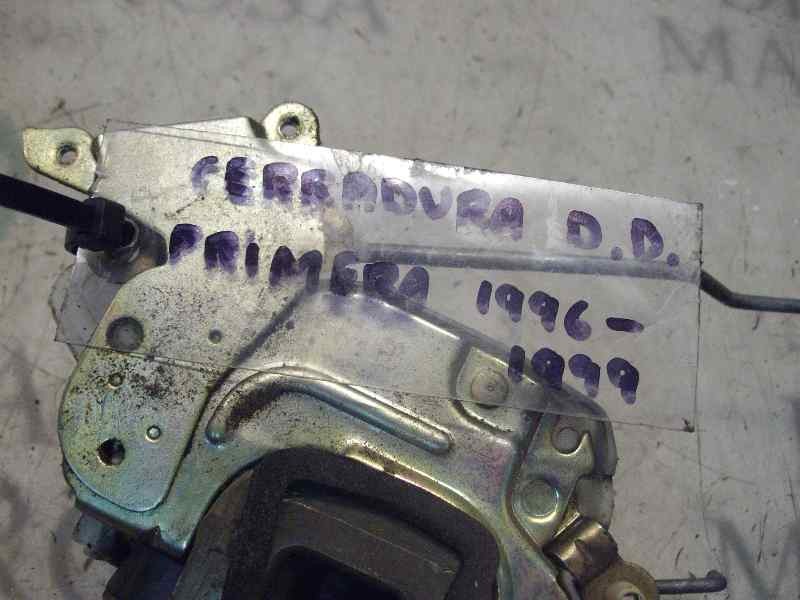 CERRADURA D.D.
PRIMERA 1996-
1999